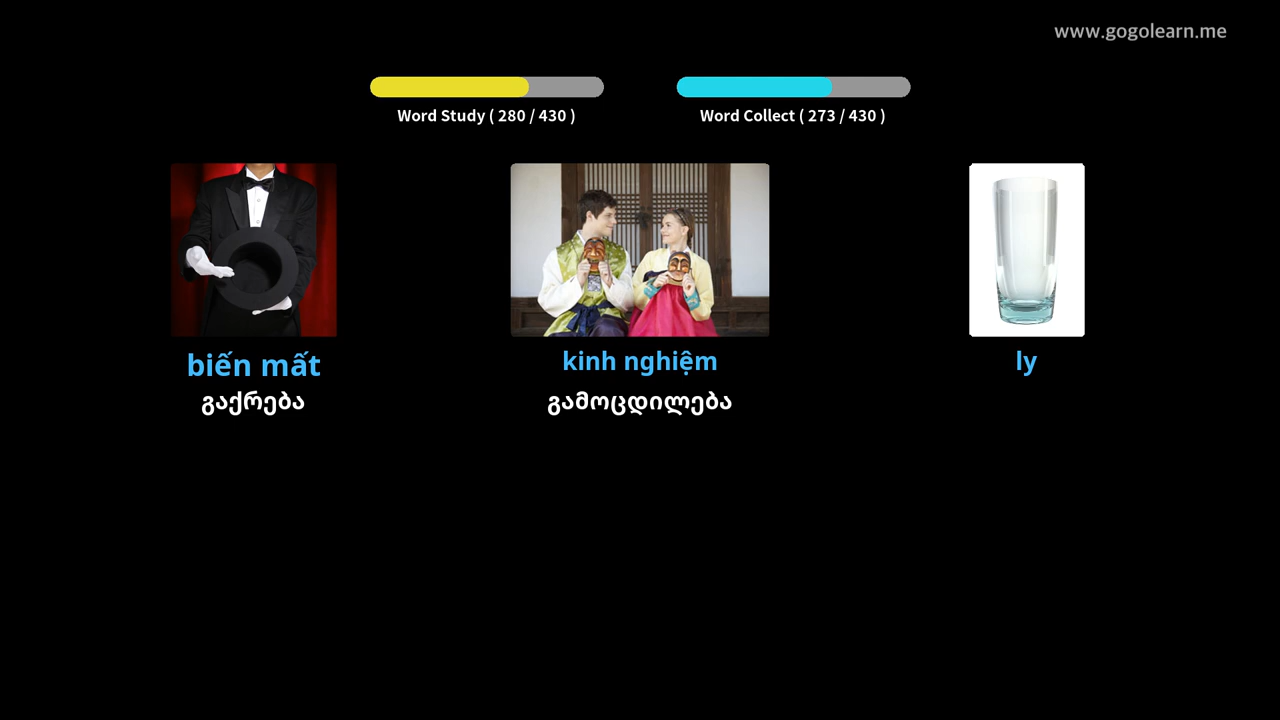 www.gogolearn.me
Word Study ( 280 / 430 )
Word Collect ( 273 / 430 )
biến mất
kinh nghiệm
ly
გაქრება
გამოცდილება